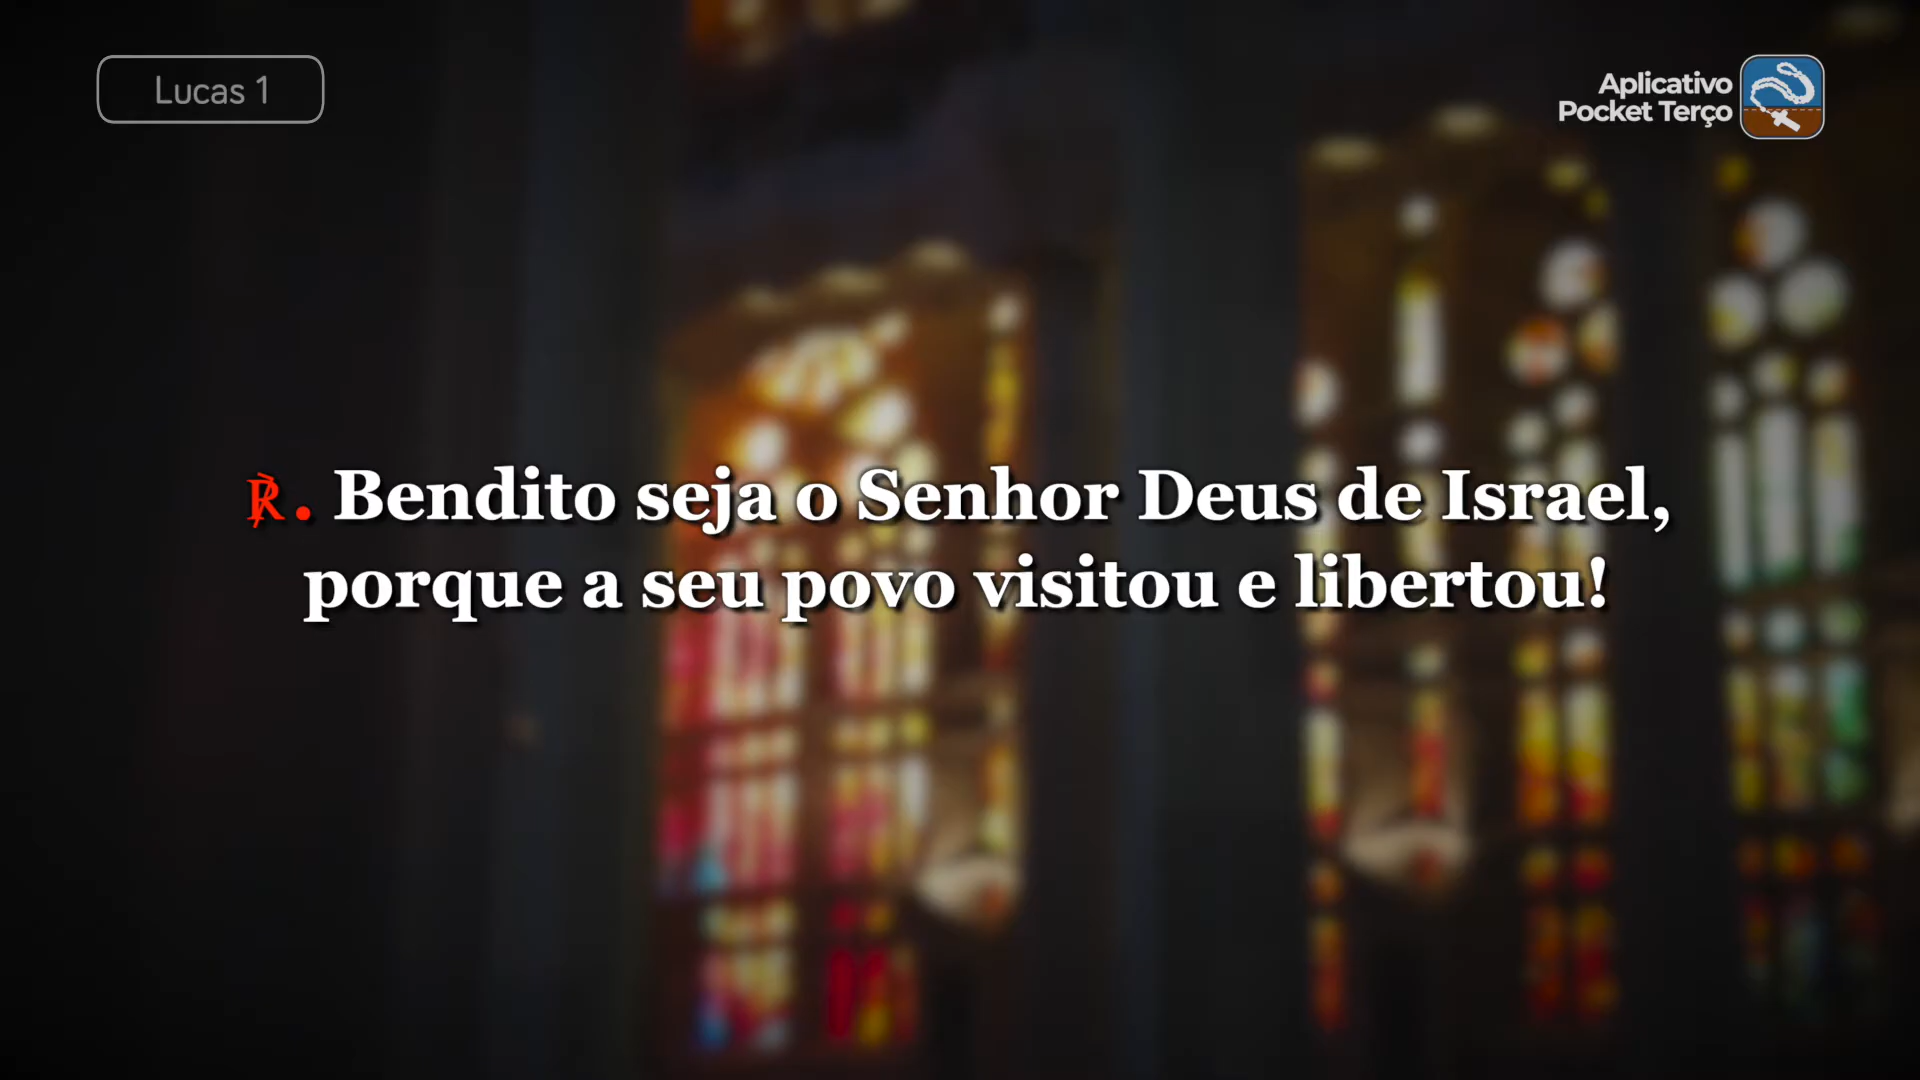 Lucas 1
Aplicativo
Pocket Terço
℟. Bendito seja o Senhor Deus de Israel,
porque a seu povo visitou e libertou!